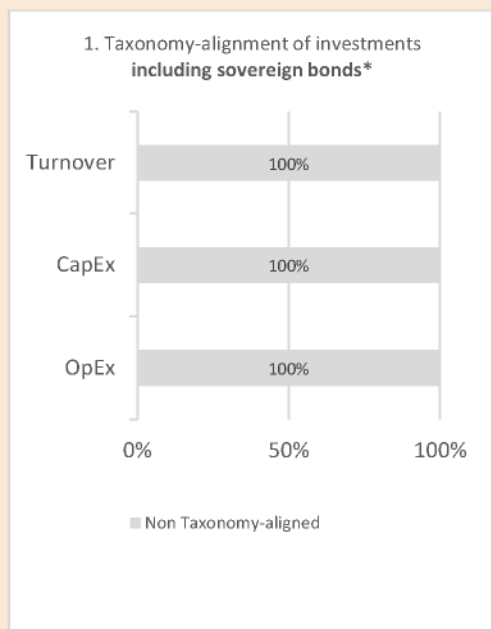 1. Taxonomy-alignment of investments
including sovereign bonds*
Turnover
100%
CapEx
100%
OpEx
100%
0% 50% 100%
Non Taxonomy-aligned